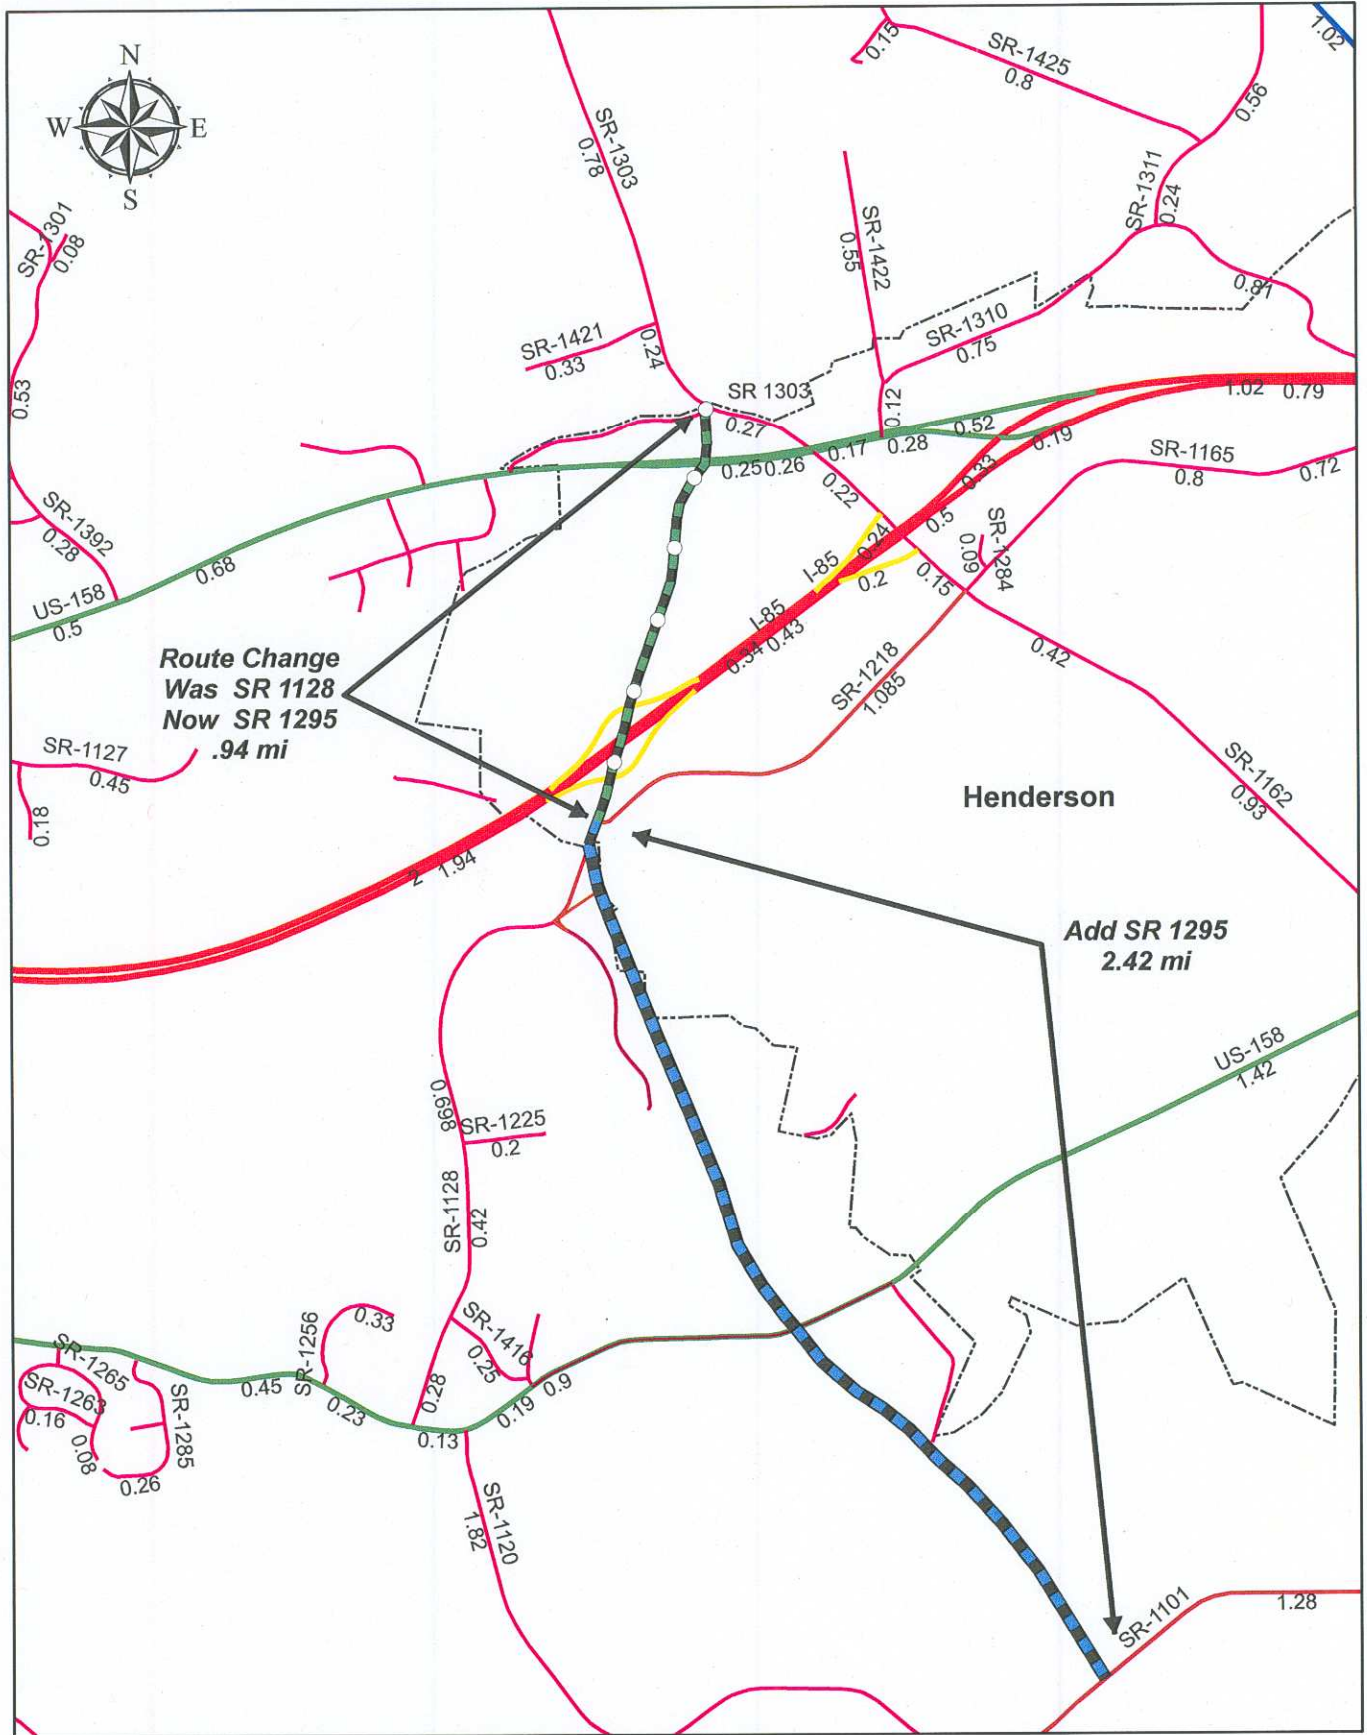 N
W
E
S
1.02
0.15
SR-1425
0.8
0.56
SR-1303
0.78
SR-1311
0.24
SR-1301
0.08
SR-1422
0.55
0.81
SR-1310
0.75
SR-1421
0.33
0.24
0.53
SR 1303
0.27
0.12
1.02
0.79
0.52
0.28
0.17
0.19
0.25
0.26
SR-1165
0.8
0.72
0.33
0.22
0.5
SR-1392
0.28
0.68
US-158
0.5
SR-1284
0.09
0.24
I-85
0.2
0.15
I-85
0.43
0.34
0.42
SR-1218
1.085
Route Change
Was SR 1128
Now SR 1295
.94 mi
SR-1127
0.45
0.18
SR-1162
0.93
Henderson
2
1.94
Add SR 1295
2.42 mi
US-158
1.42
0.698
SR-1225
0.2
SR-1128
0.42
SR-1256
0.33
SR-1416
0.25
SR-1265
SR-1263
0.16
0.08
SR-1285
0.26
0.45
0.23
0.28
0.13
0.19
0.9
SR-1120
1.82
SR-1101
1.28